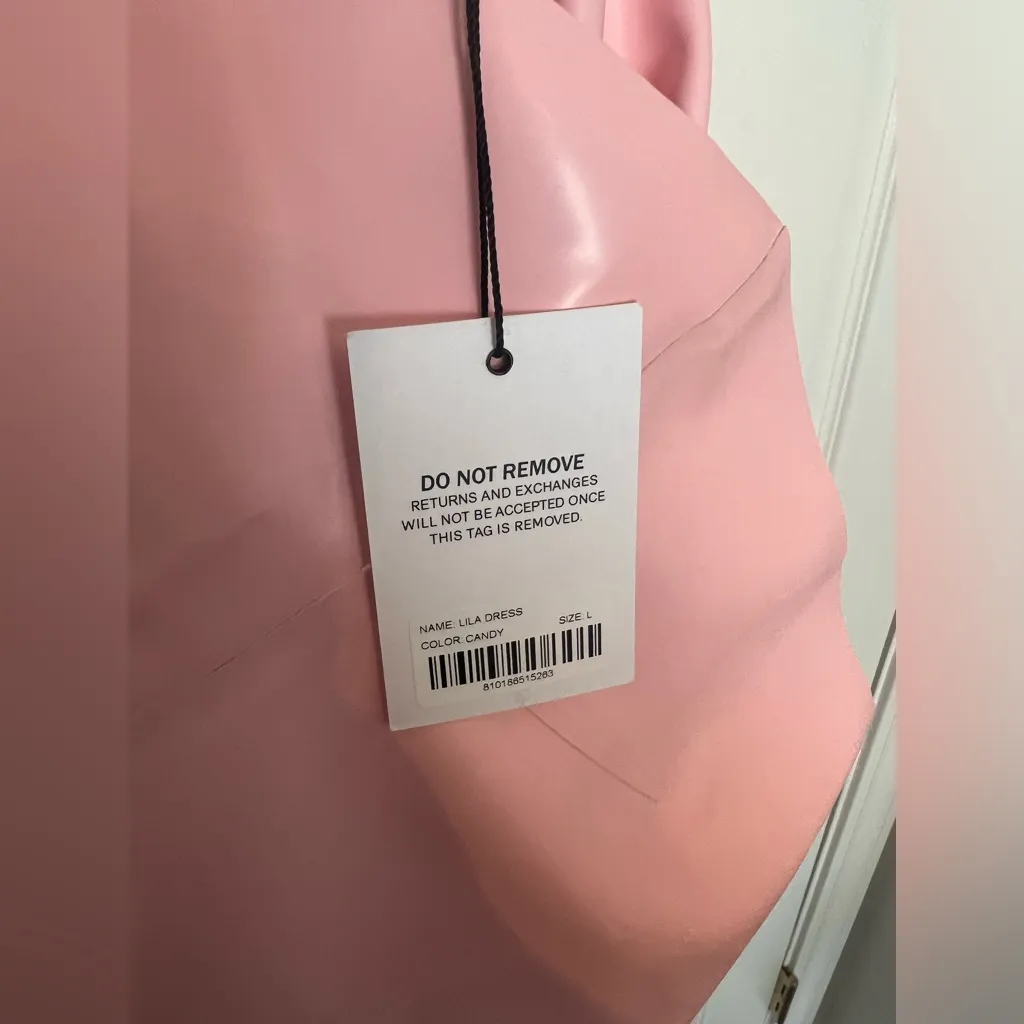 DO NOT REMOVE
RETURNS AND EXCHANGES
WILL NOT BE ACCEPTED ONCE
THIS TAG IS REMOVED.
NAME: LILA DRESS
SIZE: L
COLOR: CANDY
810186515263